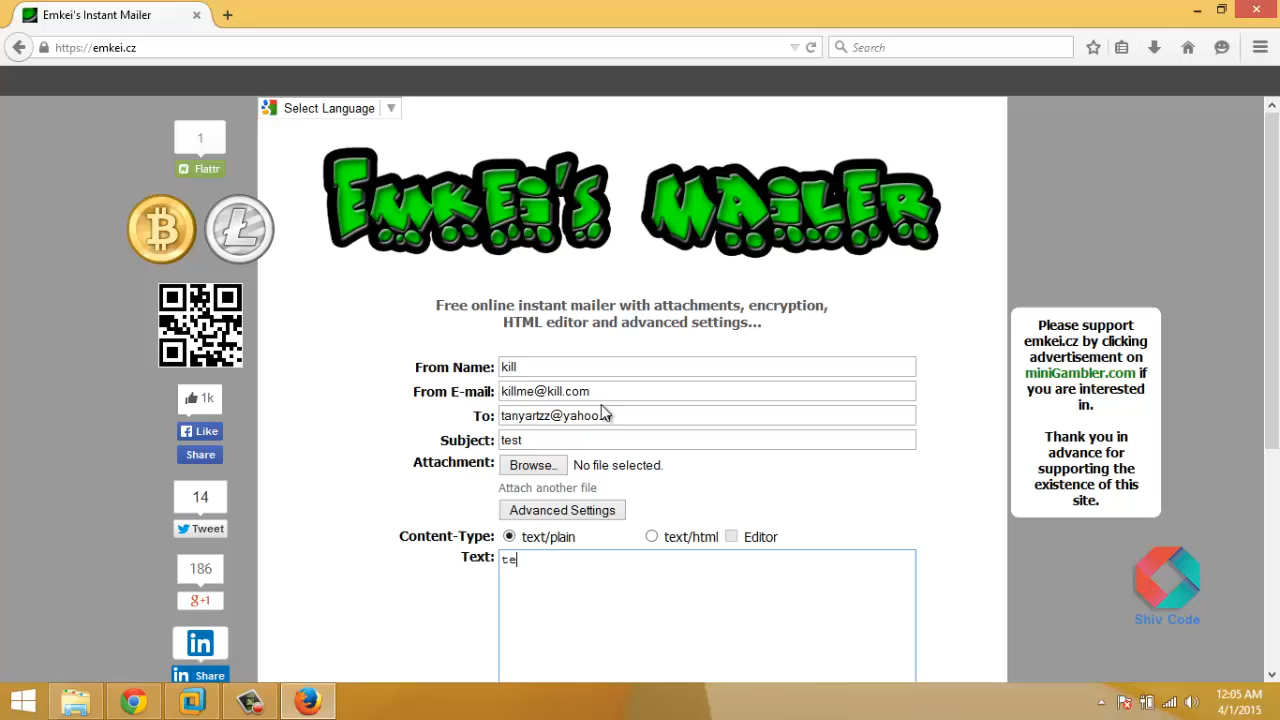 Emkei's Instant Mailer
https://emkei.cz
Search
Select Language
1
Flattr
EMKEI'S MAILER
Free online instant mailer with attachments, encryption,
HTML editor and advanced settings...
From Name: kill
From E-mail: killme@kill.com
To: tanyartzz@yahoo.
Subject: test
Attachment: Browse… No file selected.
Attach another file
Advanced Settings
Content-Type: text/plain text/html Editor
Text: te
1k
Like
Share
14
Tweet
186
g+1
in
in Share
Please support
emkei.cz by clicking
advertisement on
miniGambler.com if
you are interested
in.
Thank you in
advance for
supporting the
existence of this
site.
Shiv Code
12:05 AM
4/1/2015